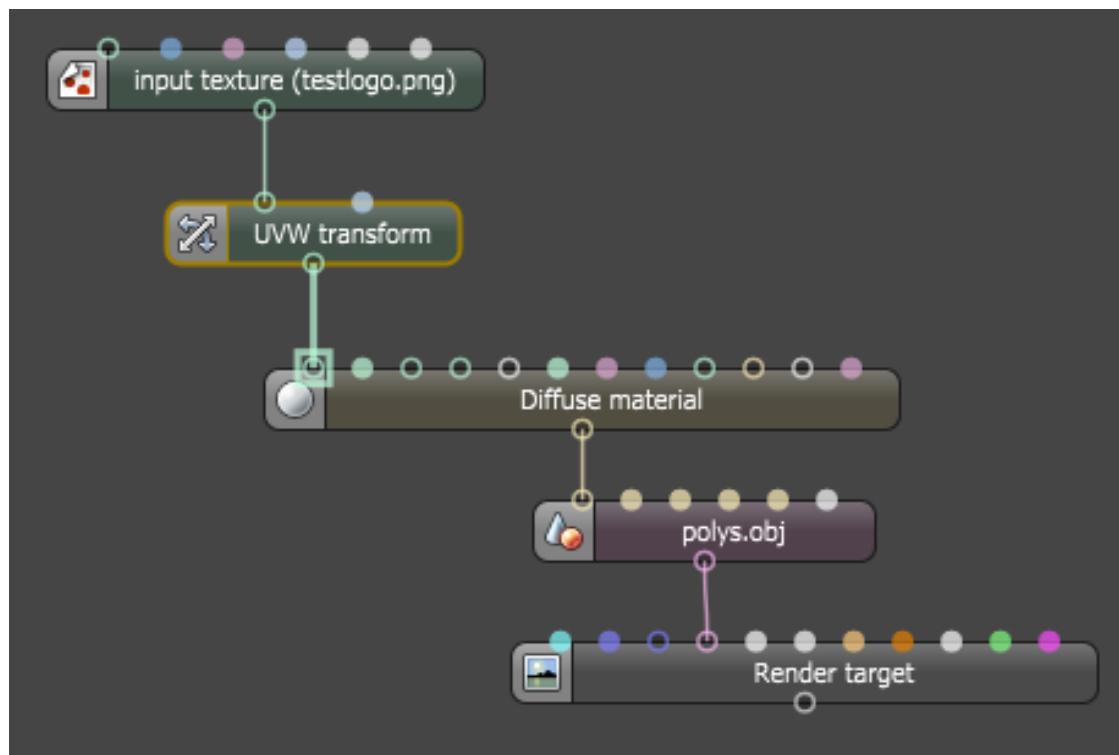 input texture (testlogo.png)
UVW transform
Diffuse material
polys.obj
Render target